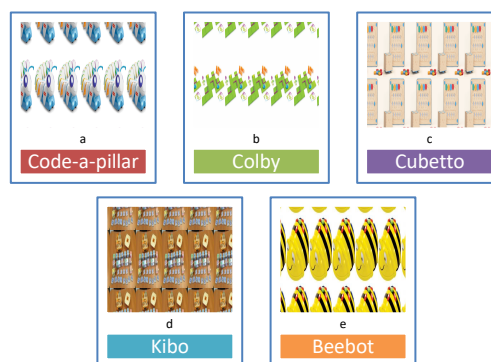 a
Code-a-pillar
b
Colby
c
Cubetto
d
Kibo
e
Beebot